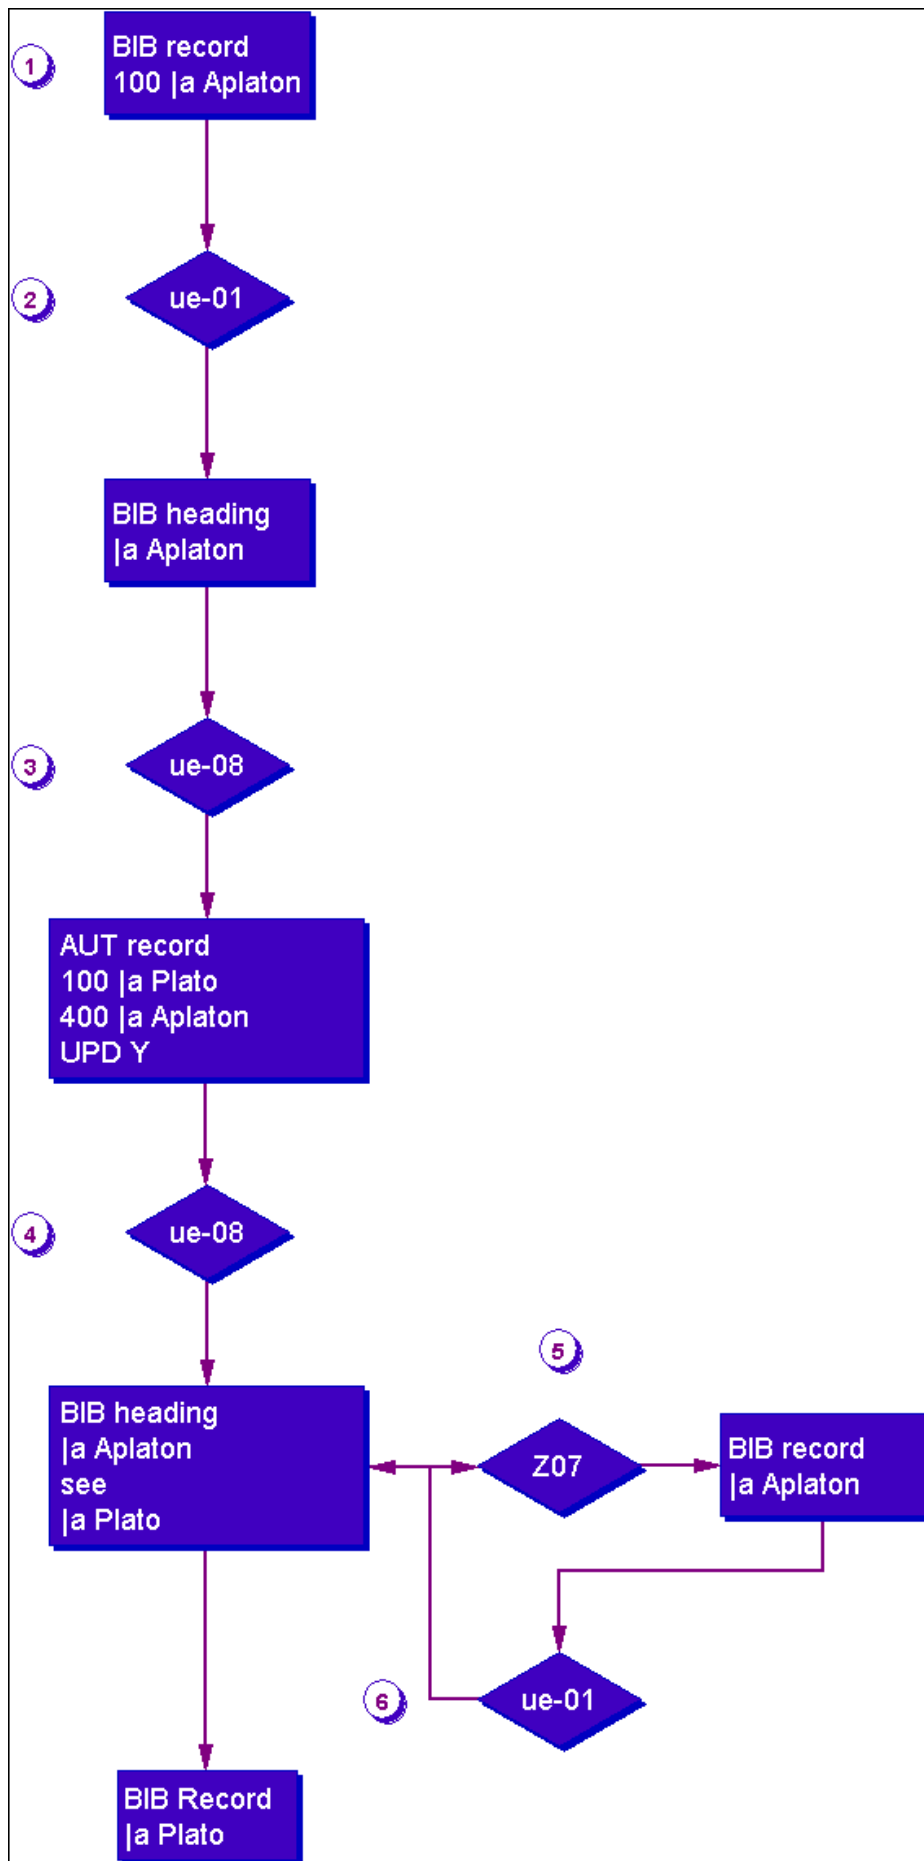 1
BIB record
100 |a Aplaton
2
ue-01
BIB heading
|a Aplaton
3
ue-08
AUT record
100 |a Plato
400 |a Aplaton
UPD Y
4
ue-08
5
BIB heading
|a Aplaton
see
|a Plato
Z07
BIB record
|a Aplaton
6
ue-01
BIB Record
|a Plato